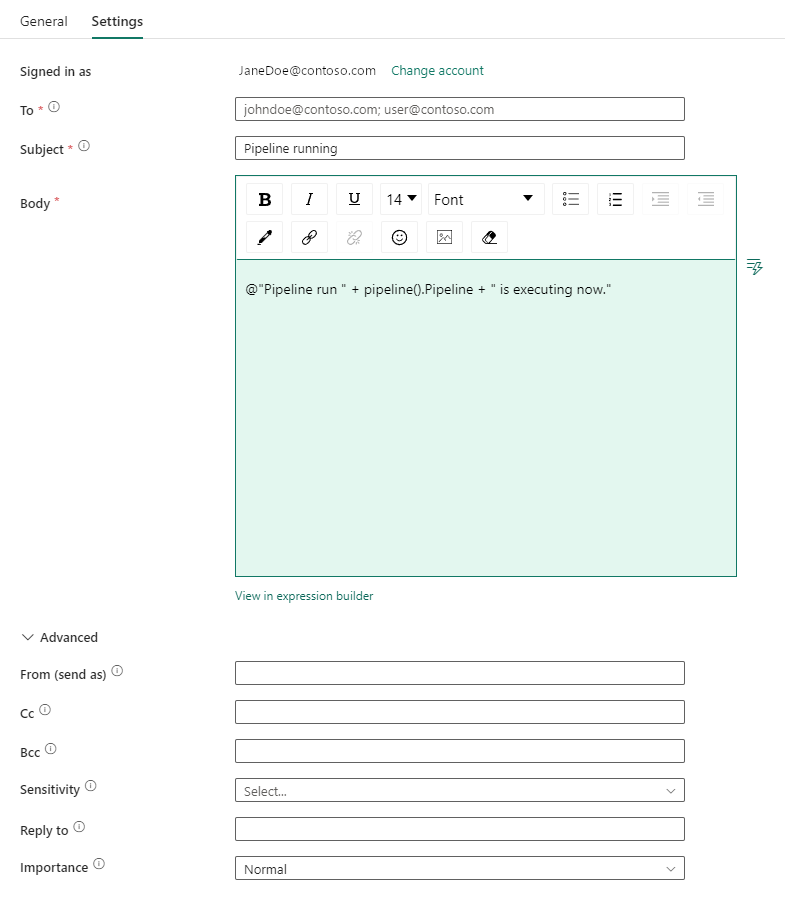 General Settings
Signed in as JaneDoe@contoso.com Change account
To * johndoe@contoso.com; user@contoso.com
Subject * Pipeline running
Body *
B I U 14 Font
@"Pipeline run " + pipeline().Pipeline + " is executing now."
View in expression builder
Advanced
From (send as)
Cc
Bcc
Sensitivity Select...
Reply to
Importance Normal